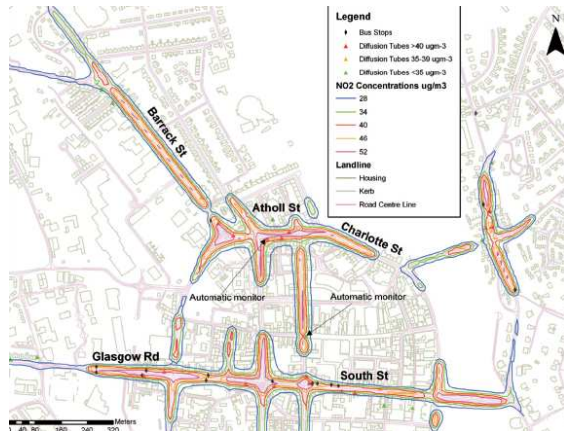 Legend
Bus Stops
Diffusion Tubes >40 ugm-3
Diffusion Tubes 35-39 ugm-3
Diffusion Tubes <35 ugm-3
NO2 Concentrations ug/m3
28
34
40
46
52
Landline
Housing
Kerb
Road Centre Line
N
Barrack St
Atholl St
Charlotte St
Automatic monitor
Automatic monitor
Glasgow Rd
South St
Meters
0 40 80 160 240 320